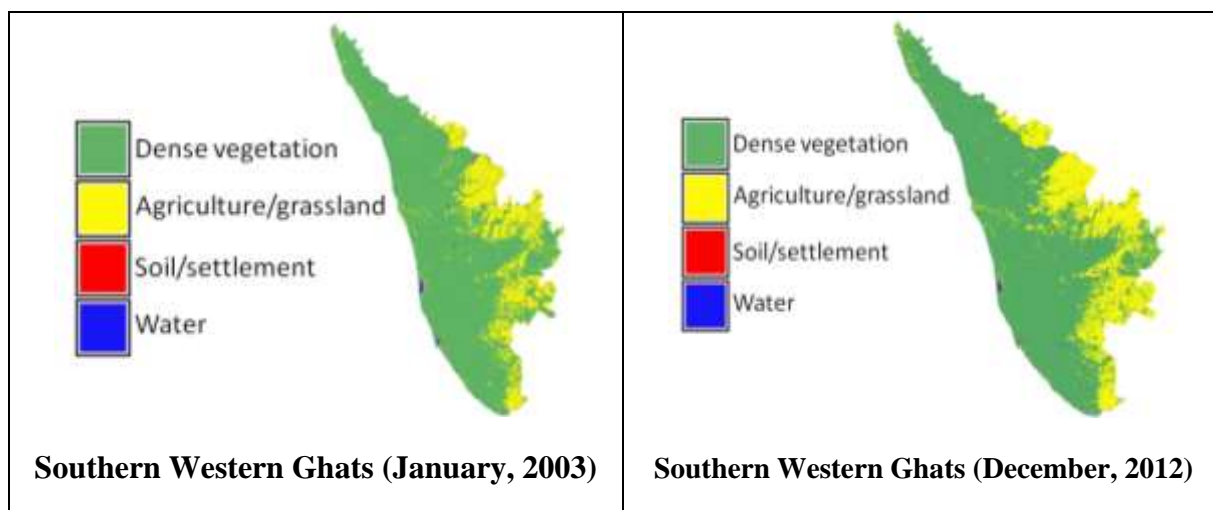 Dense vegetation
Agriculture/grassland
Soil/settlement
Water
Southern Western Ghats (January, 2003)
Dense vegetation
Agriculture/grassland
Soil/settlement
Water
Southern Western Ghats (December, 2012)